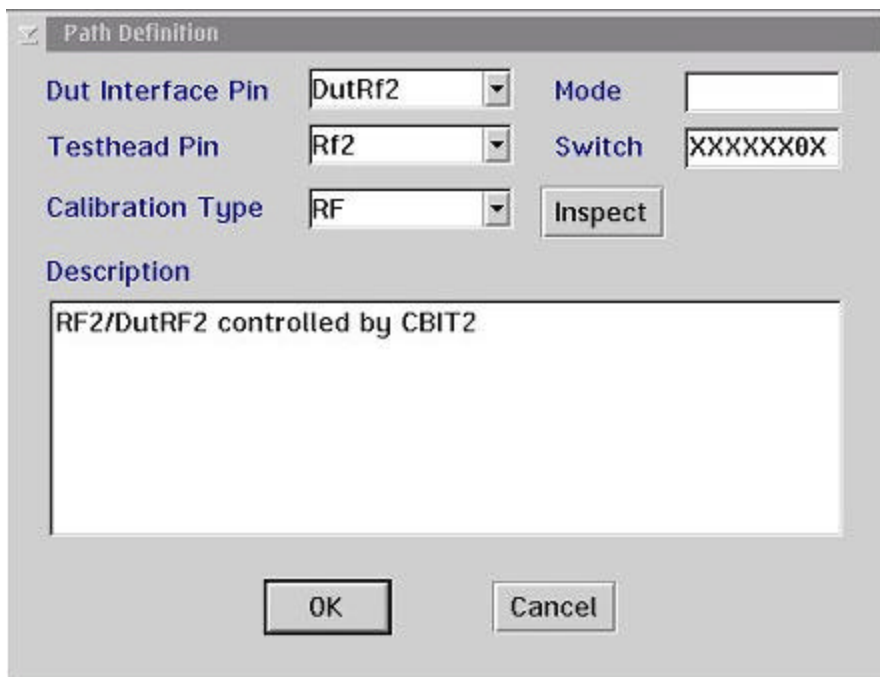 Path Definition
Dut Interface Pin DutRf2 Mode
Testhead Pin Rf2 Switch XXXXXX0X
Calibration Type RF Inspect
Description
RF2/DutRF2 controlled by CBIT2
OK Cancel